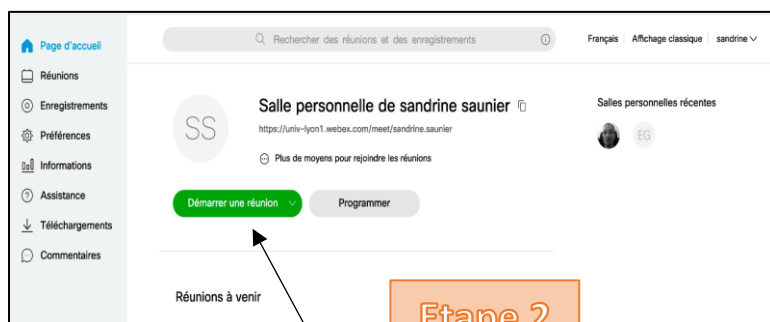 Page d'accueil
Réunions
Enregistrements
Préférences
Informations
Assistance
Téléchargements
Commentaires
Rechercher des réunions et des enregistrements
Français Affichage classique sandrine
SS
Salle personnelle de sandrine saunier
https://univ-lyon1.webex.com/meet/sandrine.saunier
Plus de moyens pour rejoindre les réunions
Démarrer une réunion
Programmer
Réunions à venir
Salles personnelles récentes
EG
Etape 2